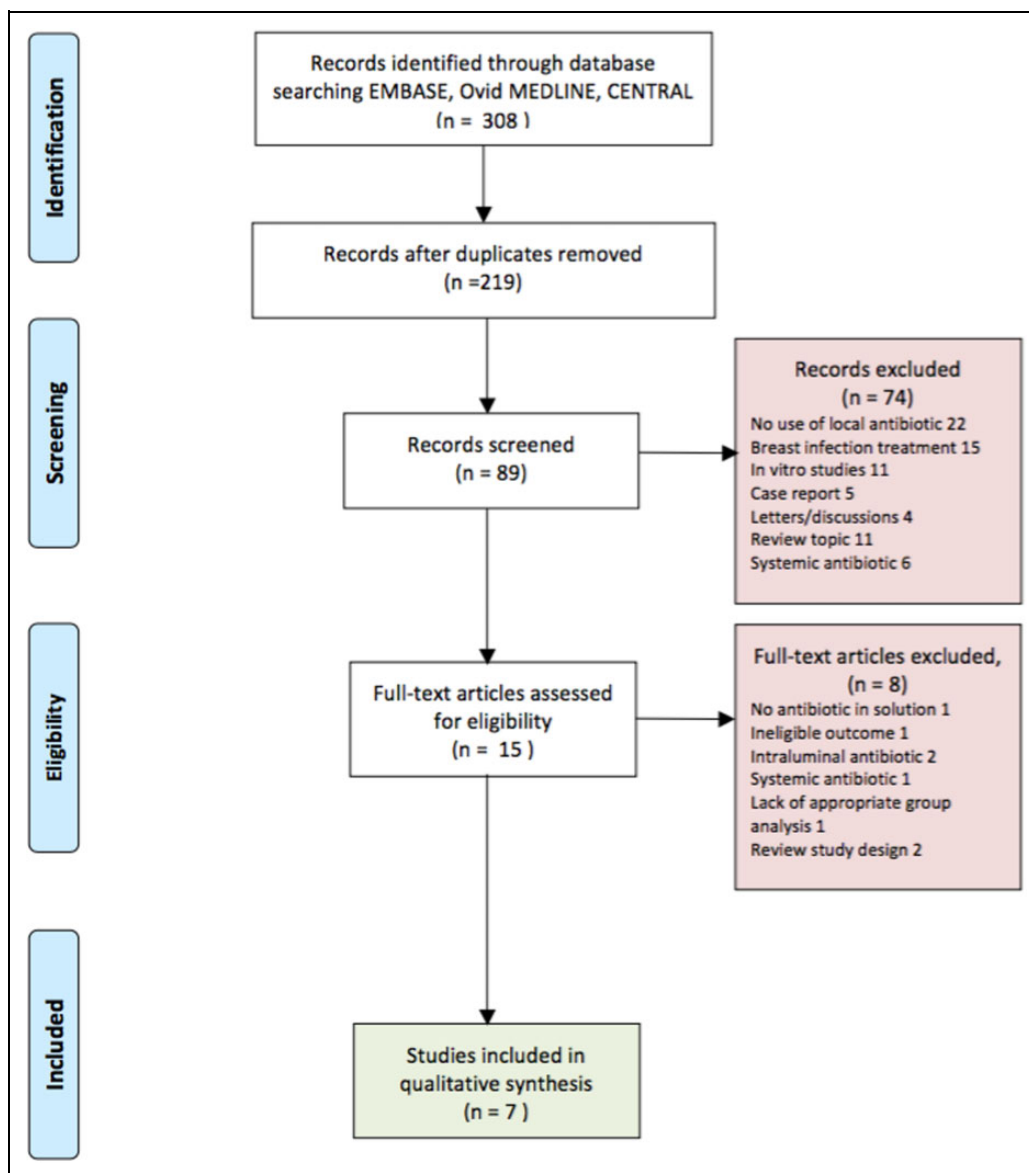 Identification
Records identified through database
searching EMBASE, Ovid MEDLINE, CENTRAL
(n = 308 )
Records after duplicates removed
(n =219)
Screening
Records screened
(n = 89)
Records excluded
(n = 74)
No use of local antibiotic 22
Breast infection treatment 15
In vitro studies 11
Case report 5
Letters/discussions 4
Review topic 11
Systemic antibiotic 6
Eligibility
Full-text articles assessed
for eligibility
(n = 15 )
Full-text articles excluded,
(n = 8)
No antibiotic in solution 1
Ineligible outcome 1
Intraluminal antibiotic 2
Systemic antibiotic 1
Lack of appropriate group
analysis 1
Review study design 2
Included
Studies included in
qualitative synthesis
(n = 7 )